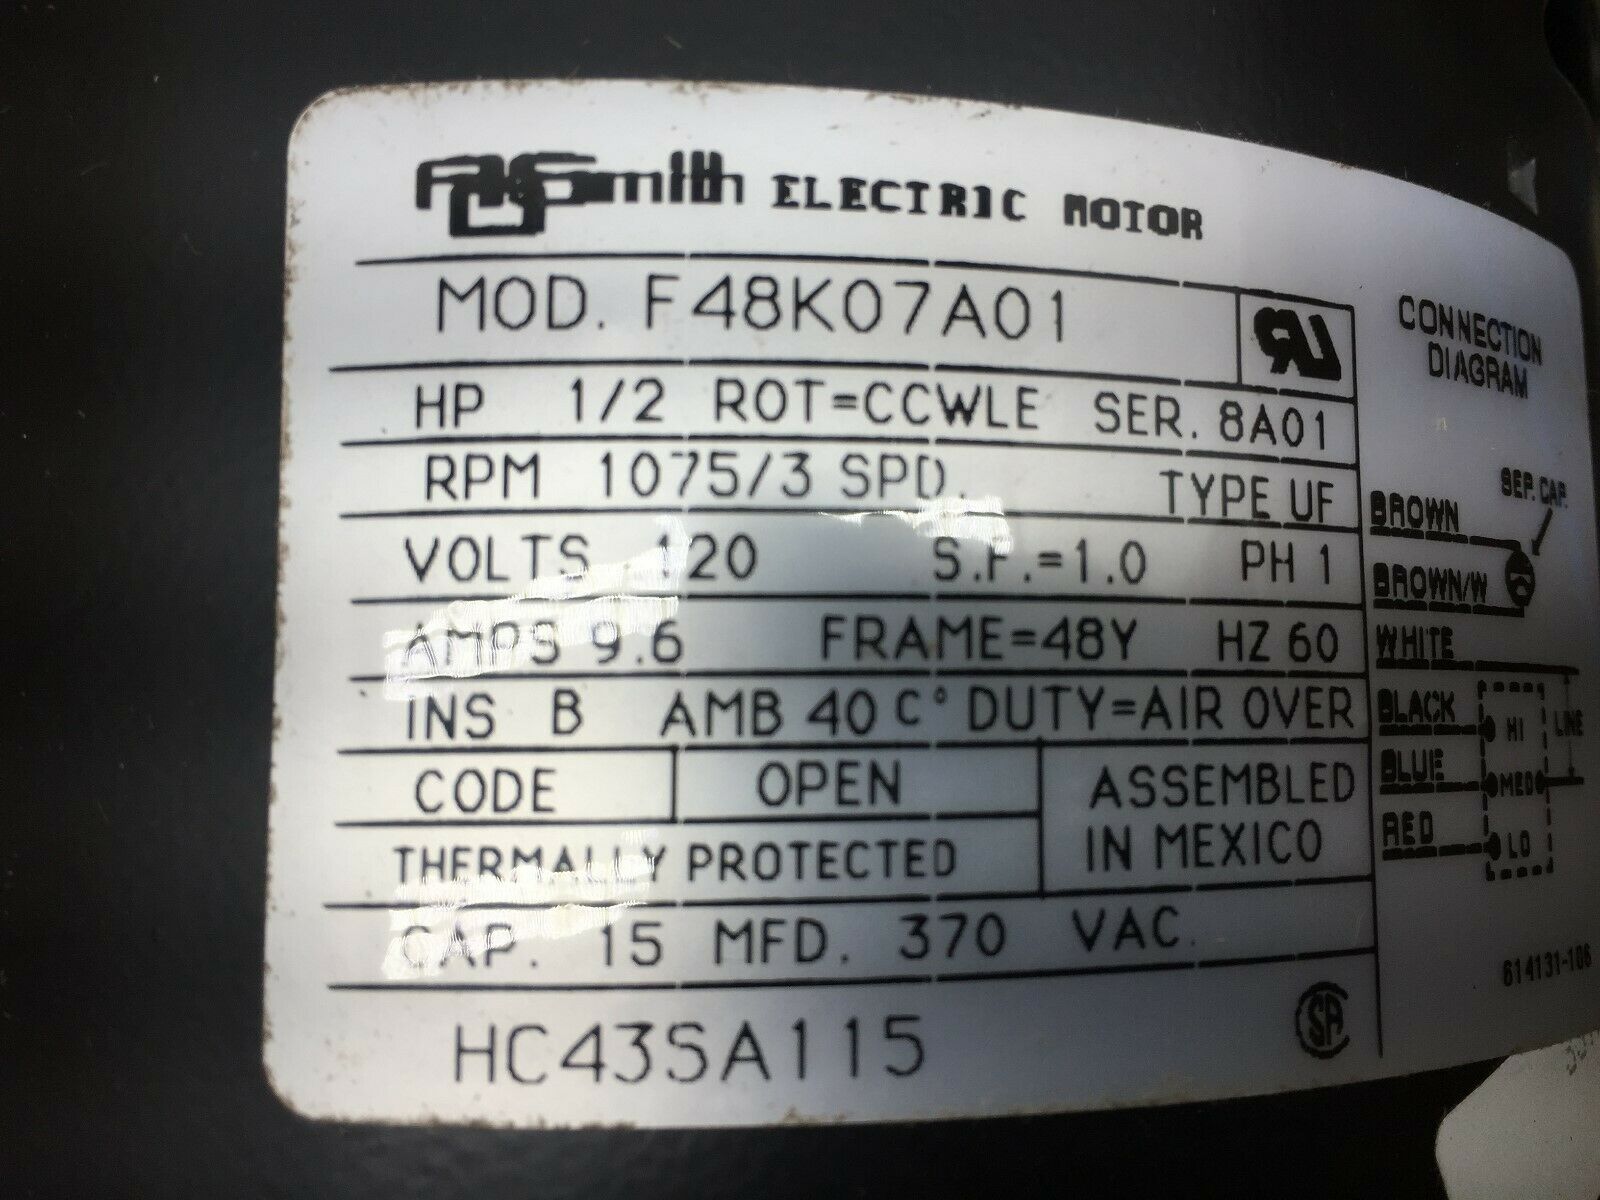 AOSmith ELECTRIC MOTOR
MOD. F48K07A01
HP 1/2 ROT=CCWLE SER. 8A01
RPM 1075/3 SPD. TYPE UF
VOLTS 120 S.F.=1.0 PH 1
AMPS 9.6 FRAME=48Y HZ 60
INS B AMB 40 C° DUTY=AIR OVER
CODE OPEN
THERMALLY PROTECTED
ASSEMBLED
IN MEXICO
CAP. 15 MFD. 370 VAC.
HC43SA115
CONNECTION
DIAGRAM
SEP. CAP.
BROWN
BROWN/W
WHITE
BLACK HI LINE
BLUE MED
RED LO
614131-106